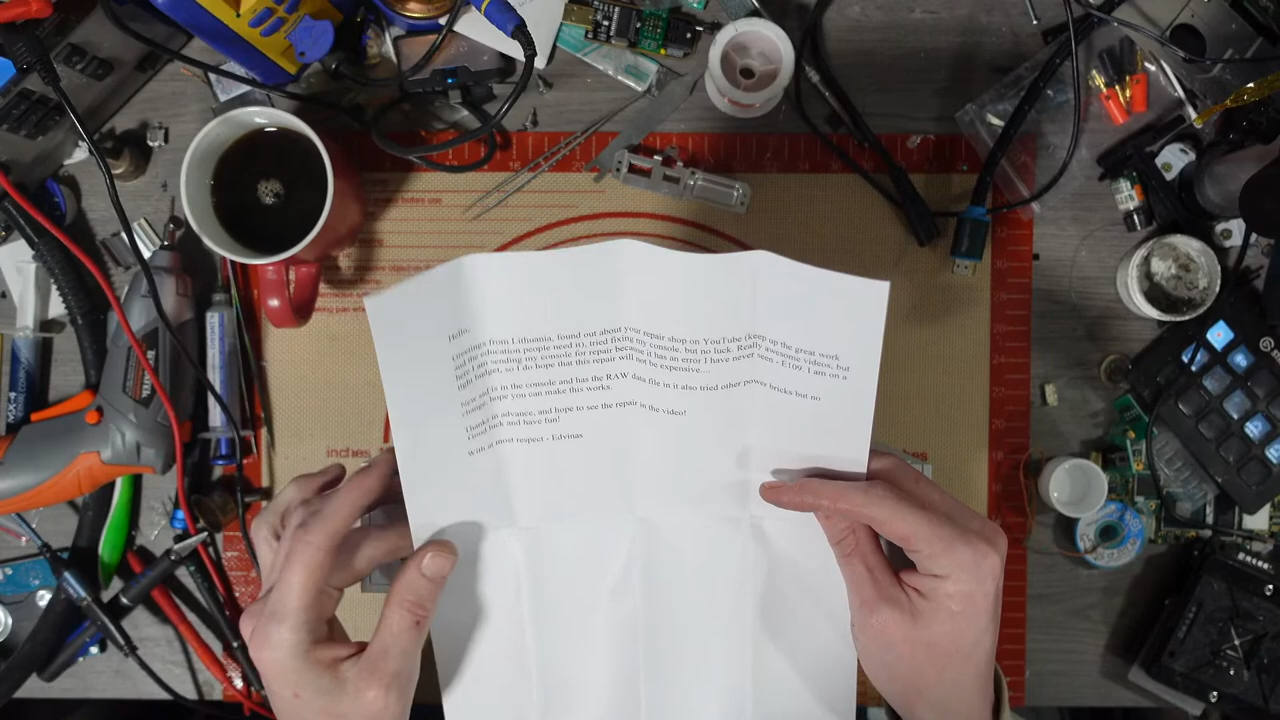 Hello,
Greetings from Lithuania, found out about your repair shop on YouTube (keep up the great work
and the education people need it), tried fixing my console, but no luck. Really awesome videos, but
here I am sending my console for repair because it has an error I have never seen - E109. I am on a
tight budget, so I do hope that this repair will not be expensive....
New ssd is in the console and has the RAW data file in it also tried other power bricks but no
change, hope you can make this works.
Thanks in advance, and hope to see the repair in the video!
Good luck and have fun!
With at most respect - Edvinas
inches
MX-4